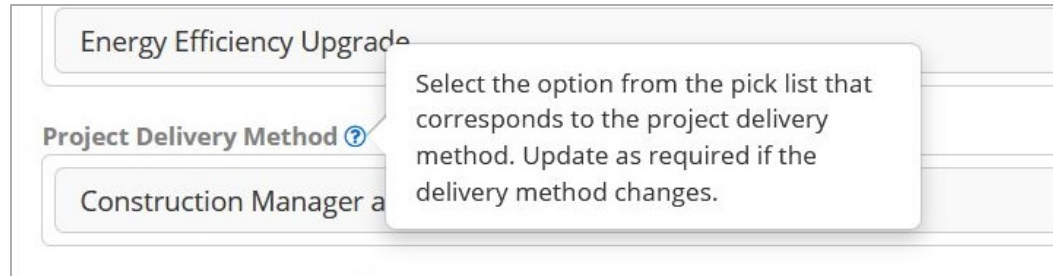 Energy Efficiency Upgrade
Select the option from the pick list that
corresponds to the project delivery
method. Update as required if the
delivery method changes.
Project Delivery Method ?
Construction Manager a